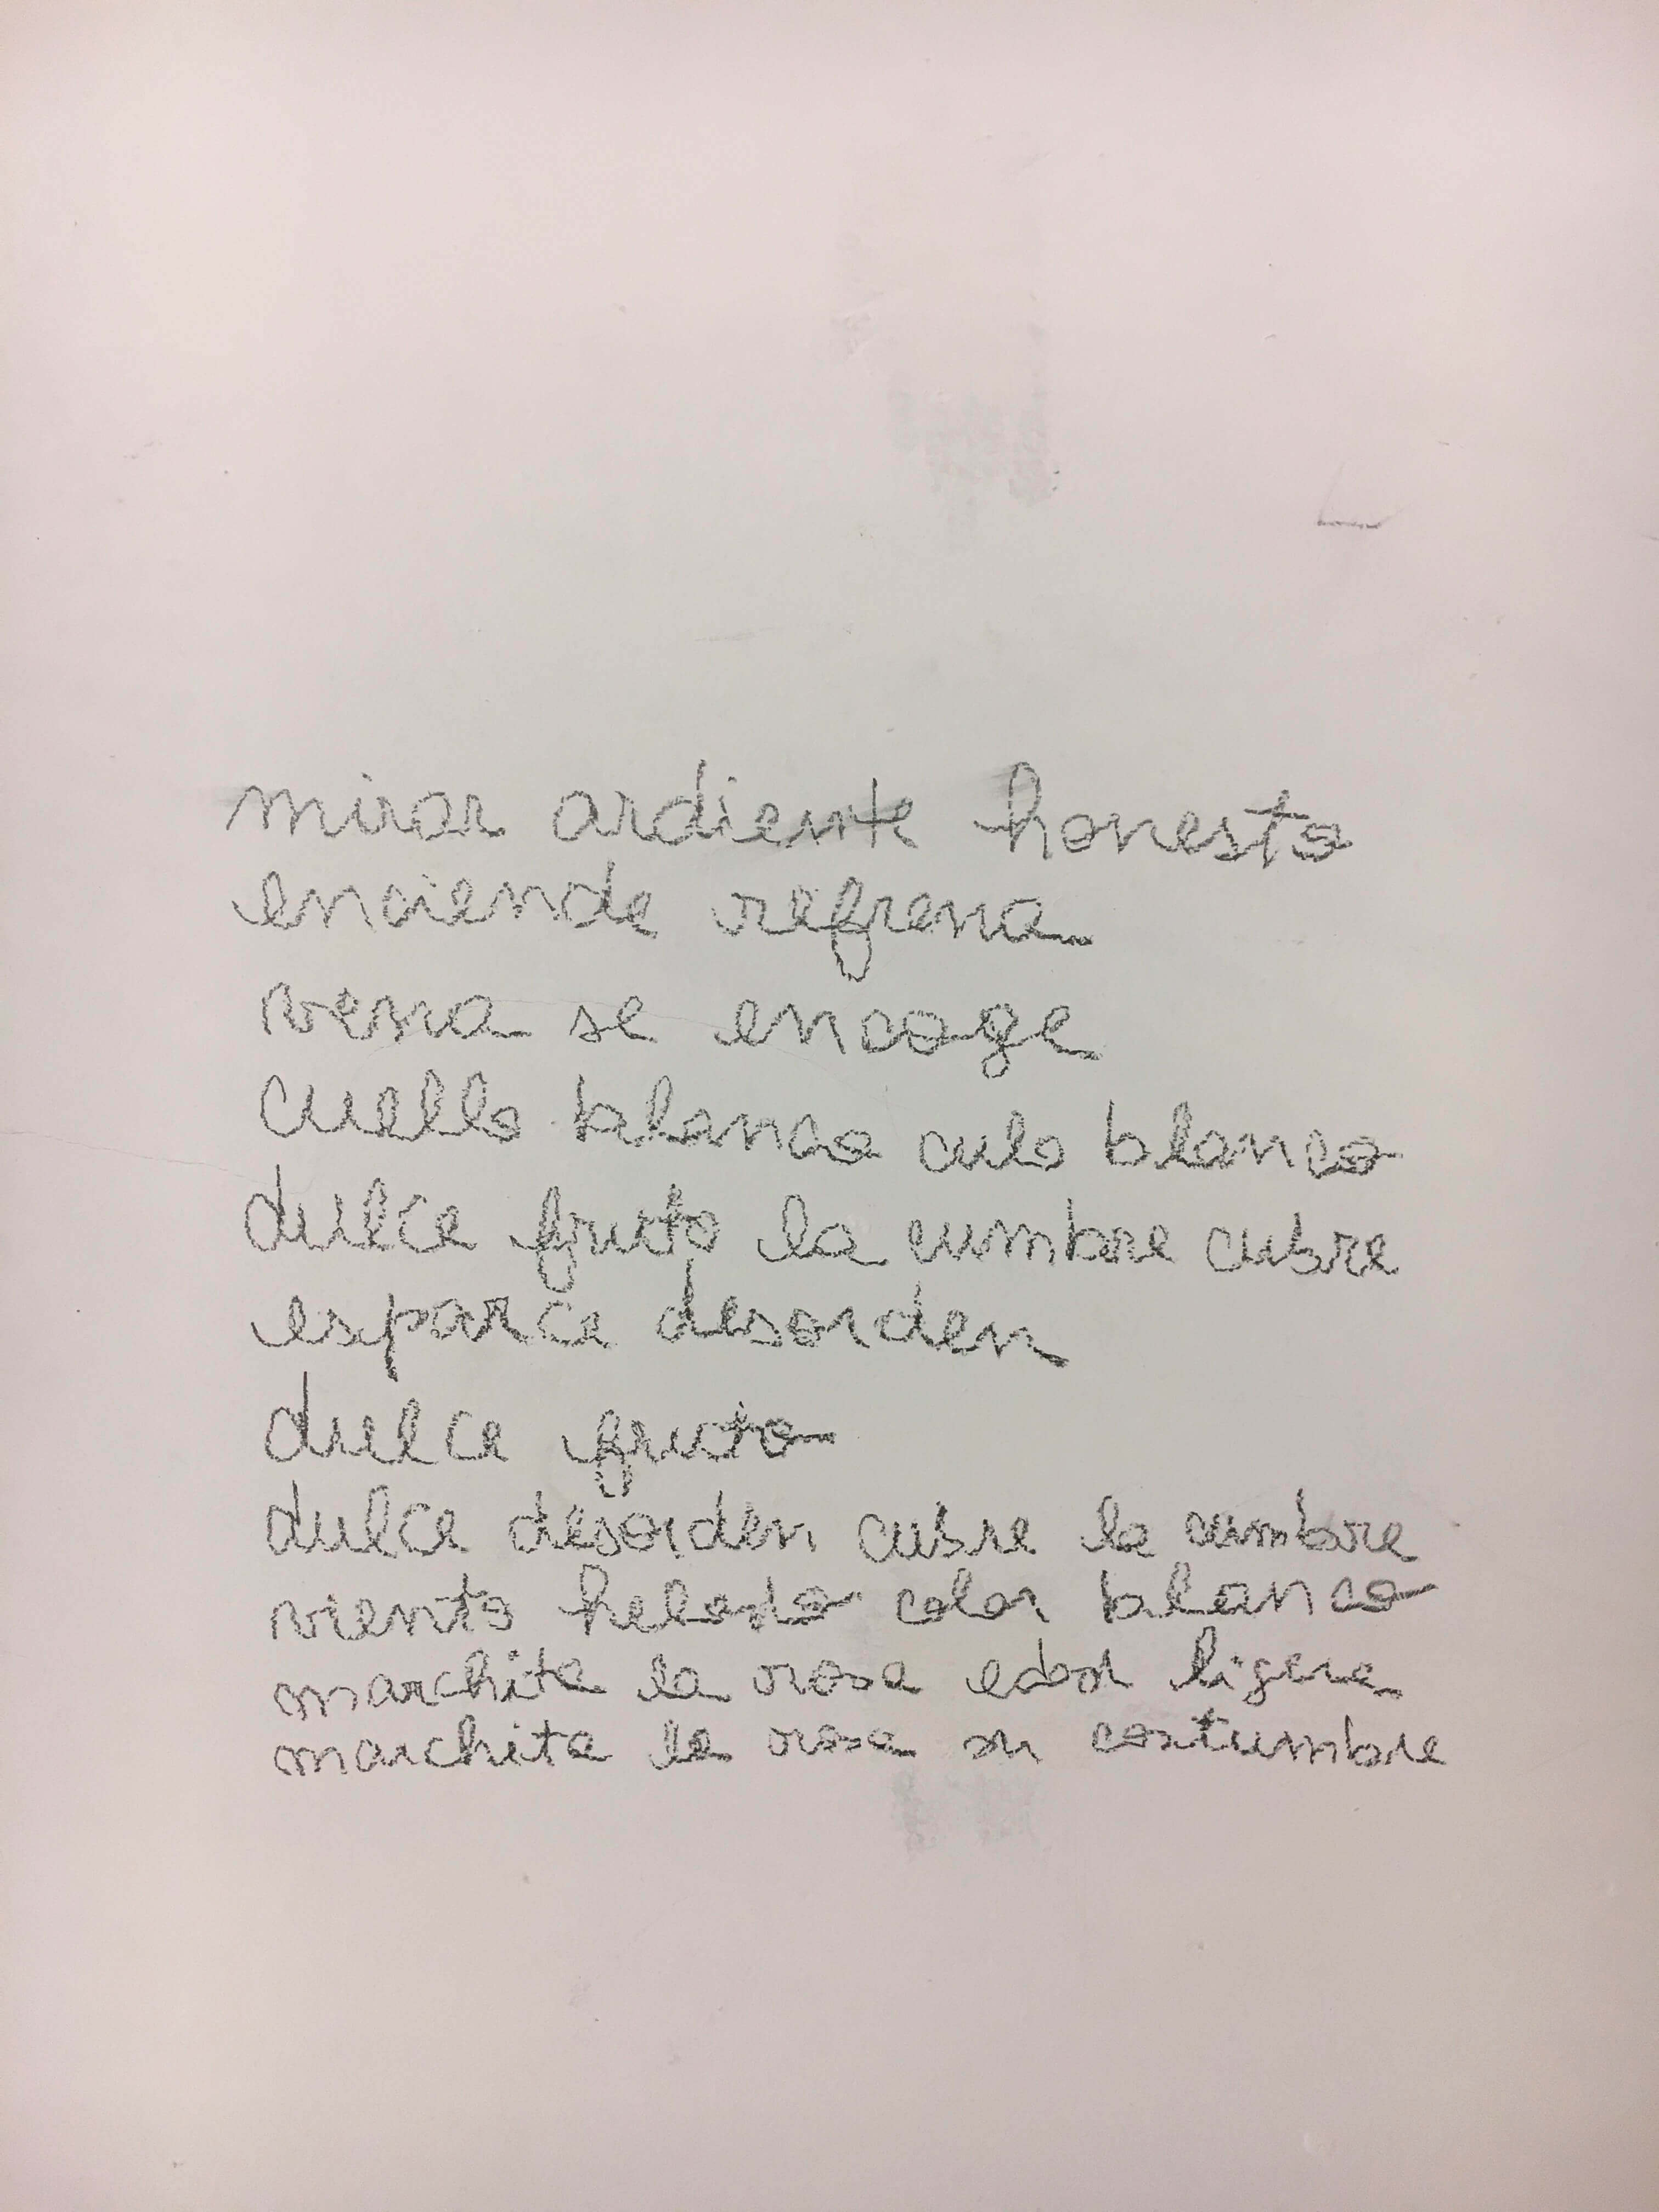 mirar ardiente honesto
enciende refrena
vena se encoge
cuello blanco culo blanco
dulce fruto la cumbre cubre
esparce desorden
dulce fruto
dulce desorden cubre la cumbre
viento helado color blanco
marchita la rosa edad ligera
marchita la rosa su costumbre